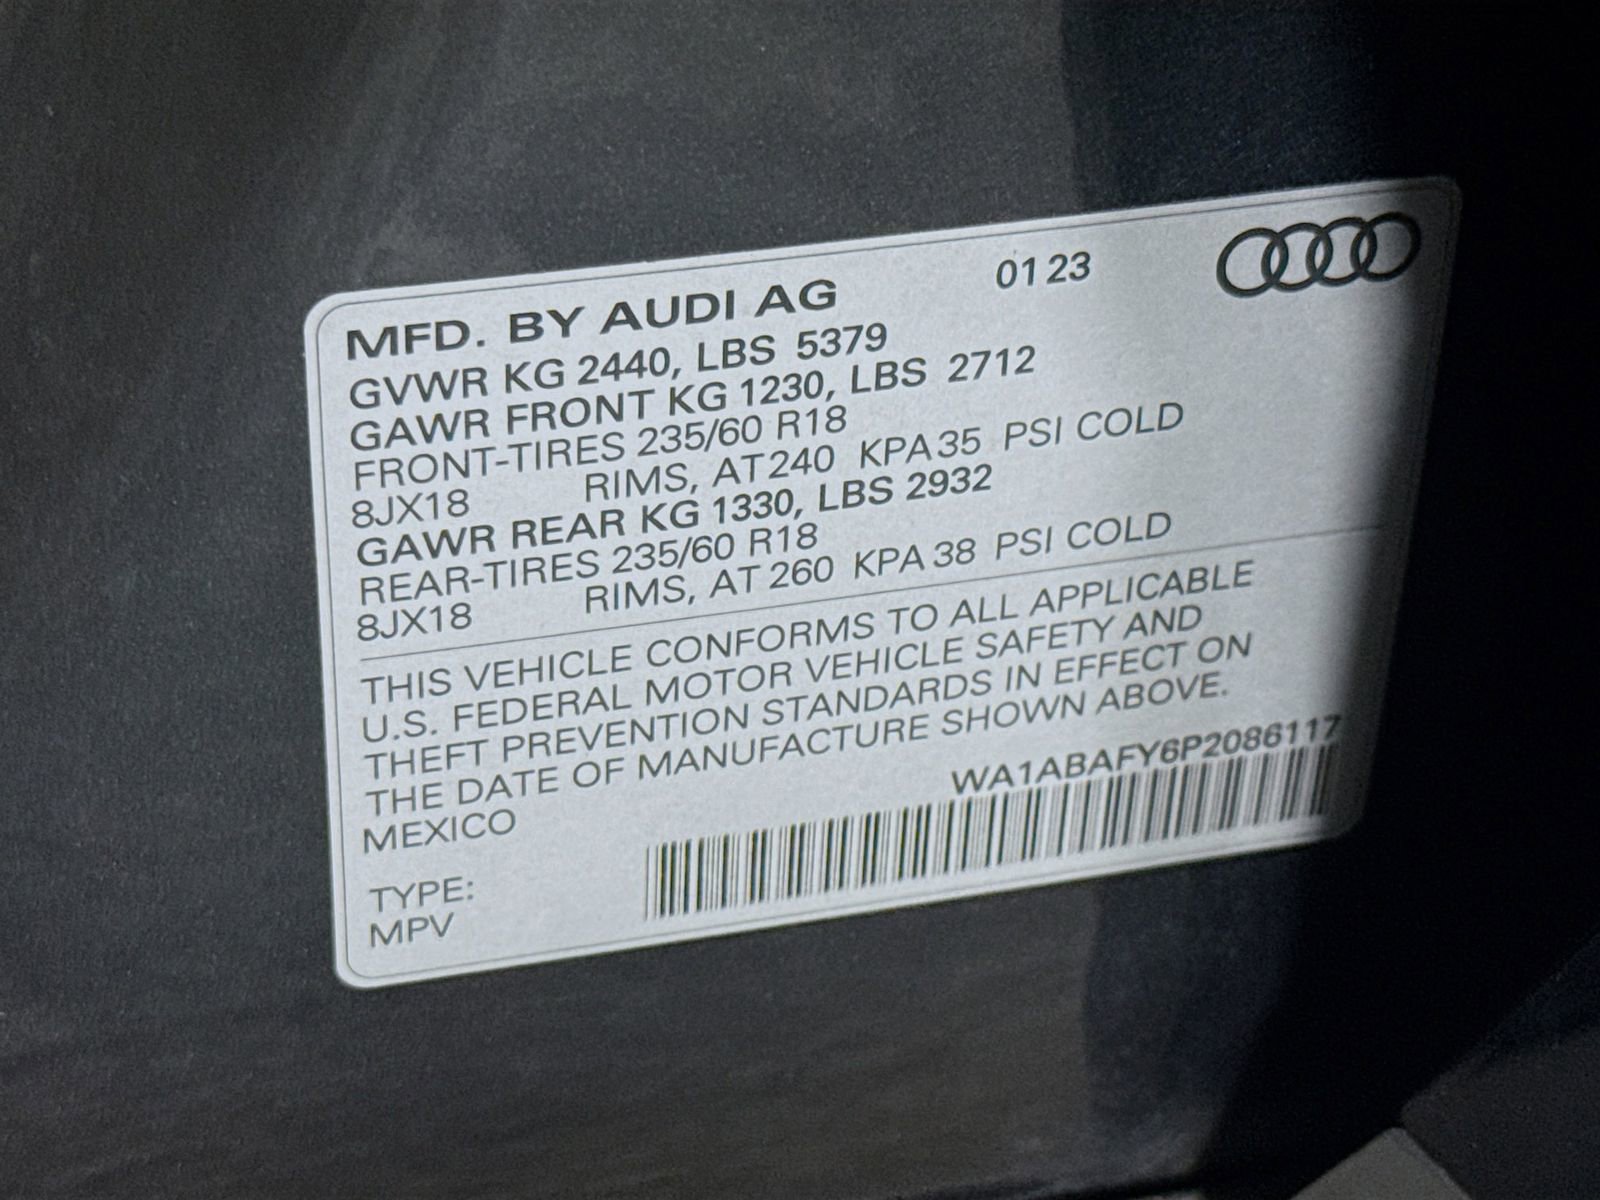 MFD. BY AUDI AG 01 23
GVWR KG 2440, LBS 5379
GAWR FRONT KG 1230, LBS 2712
FRONT-TIRES 235/60 R18
8JX18 RIMS, AT 240 KPA 35 PSI COLD
GAWR REAR KG 1330, LBS 2932
REAR-TIRES 235/60 R18
8JX18 RIMS, AT 260 KPA 38 PSI COLD
THIS VEHICLE CONFORMS TO ALL APPLICABLE
U.S. FEDERAL MOTOR VEHICLE SAFETY AND
THEFT PREVENTION STANDARDS IN EFFECT ON
THE DATE OF MANUFACTURE SHOWN ABOVE.
MEXICO WA1ABAFY6P2086117
TYPE:
MPV